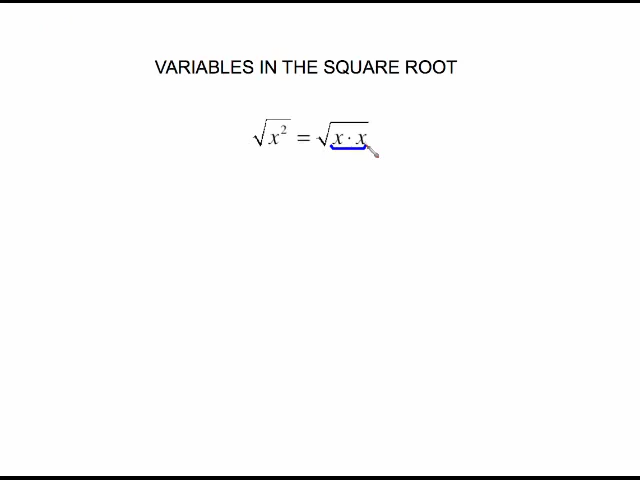 VARIABLES IN THE SQUARE ROOT
√x² = √x · x